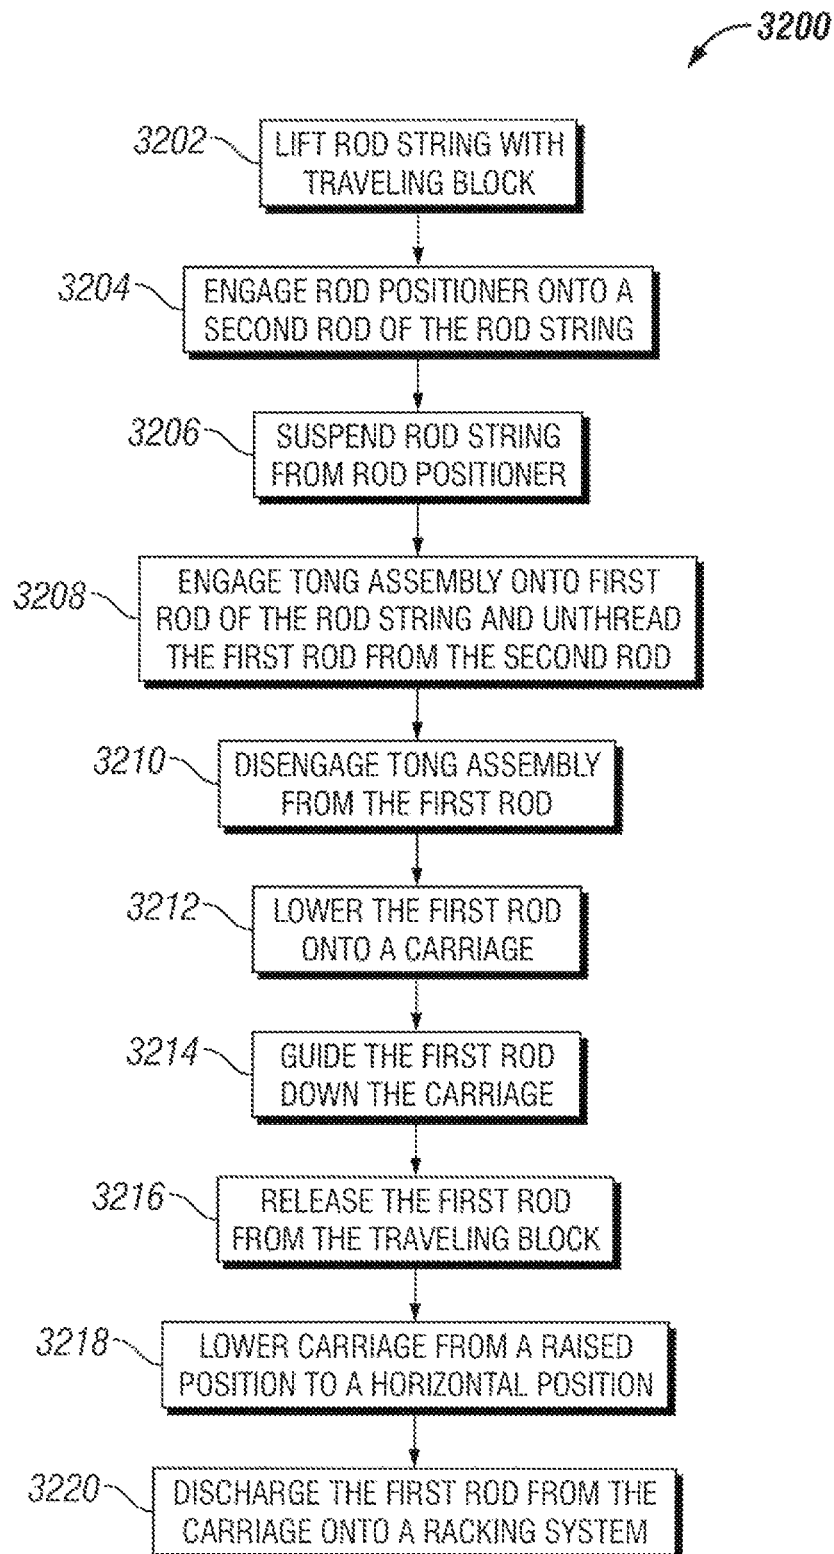 3200
3202
LIFT ROD STRING WITH
TRAVELING BLOCK
3204
ENGAGE ROD POSITIONER ONTO A
SECOND ROD OF THE ROD STRING
3206
SUSPEND ROD STRING
FROM ROD POSITIONER
3208
ENGAGE TONG ASSEMBLY ONTO FIRST
ROD OF THE ROD STRING AND UNTHREAD
THE FIRST ROD FROM THE SECOND ROD
3210
DISENGAGE TONG ASSEMBLY
FROM THE FIRST ROD
3212
LOWER THE FIRST ROD
ONTO A CARRIAGE
3214
GUIDE THE FIRST ROD
DOWN THE CARRIAGE
3216
RELEASE THE FIRST ROD
FROM THE TRAVELING BLOCK
3218
LOWER CARRIAGE FROM A RAISED
POSITION TO A HORIZONTAL POSITION
3220
DISCHARGE THE FIRST ROD FROM THE
CARRIAGE ONTO A RACKING SYSTEM